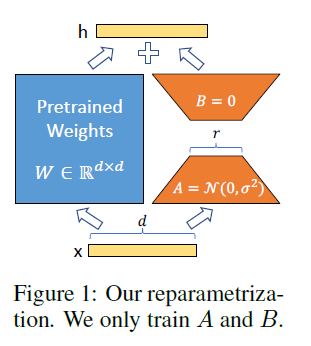 h
Pretrained
Weights
W ∈ ℝ^{d×d}
B = 0
r
A = 𝒩(0, σ²)
d
x
Figure 1: Our reparametriza-
tion. We only train A and B.